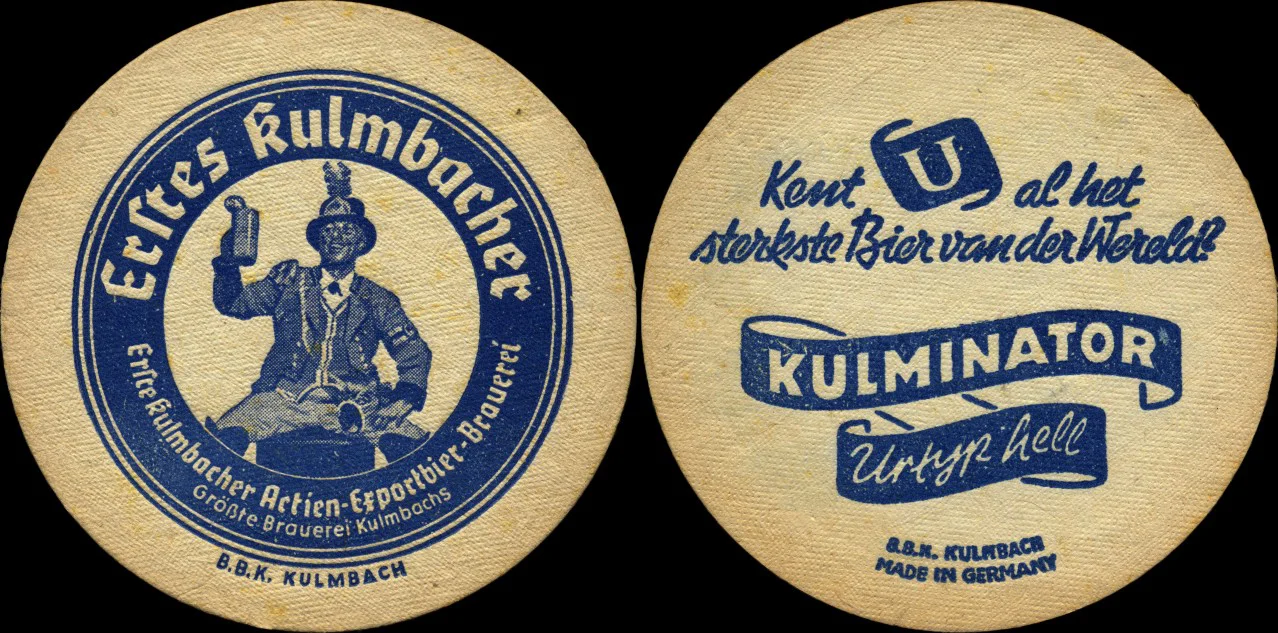 Erſtes Kulmbacher
Erſte Kulmbacher Actien-Exportbier-Brauerei
Größte Brauerei Kulmbachs
B.B.K. KULMBACH
Kent U al het
sterkste Bier van der Wereld?
KULMINATOR
Urtyp hell
B.B.K. KULMBACH
MADE IN GERMANY